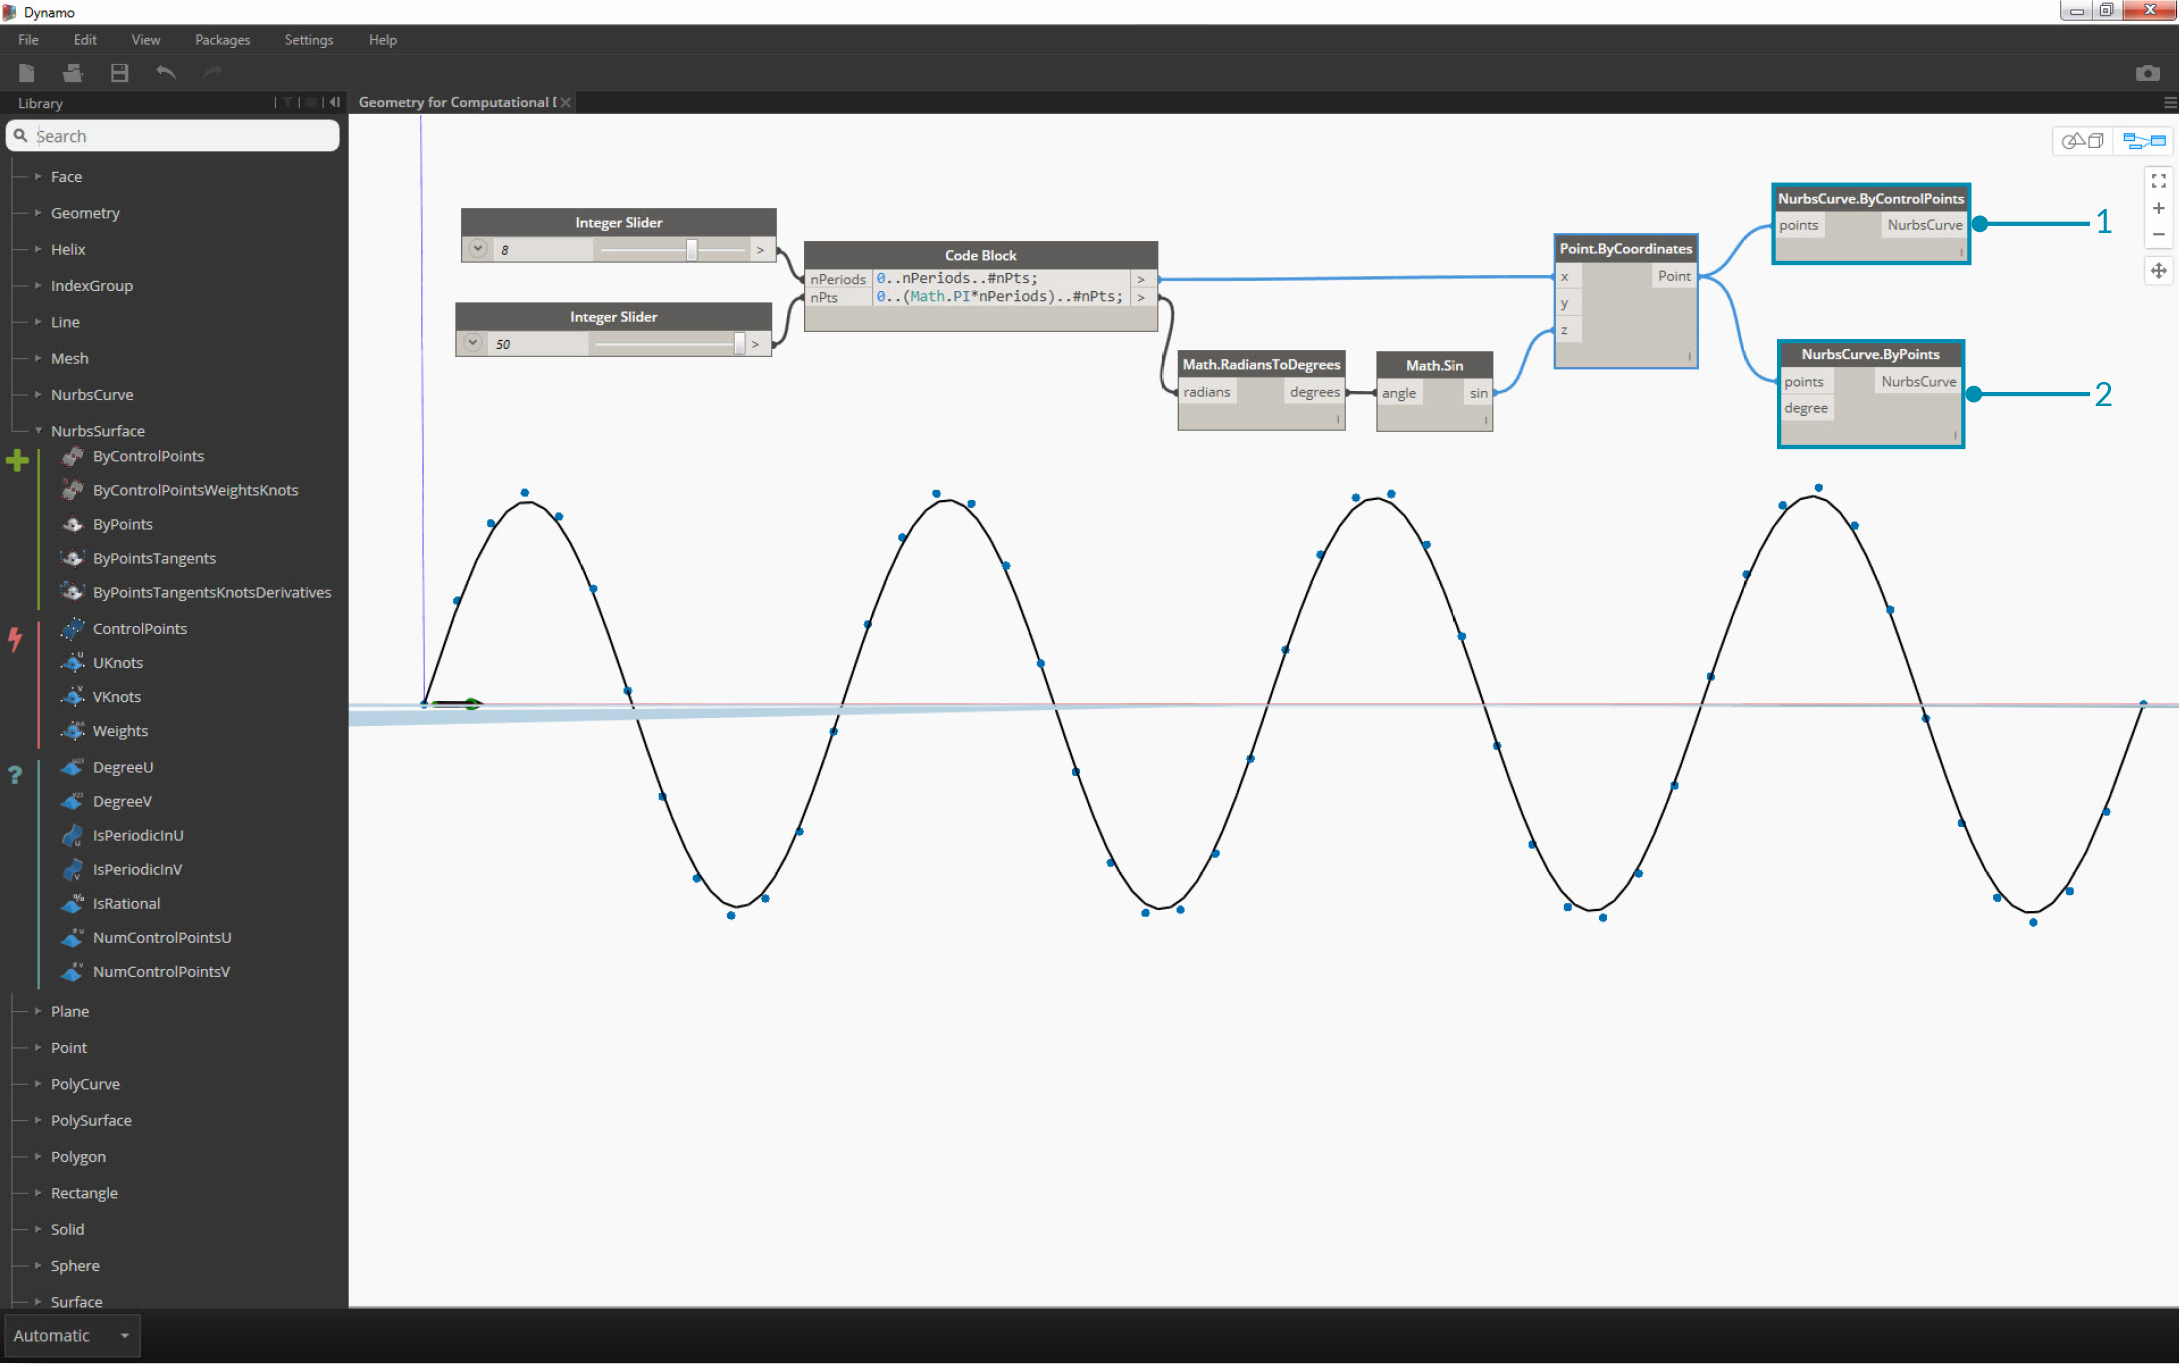 Dynamo
File Edit View Packages Settings Help
Library
Geometry for Computational
Search
Face
Geometry
Helix
IndexGroup
Line
Mesh
NurbsCurve
NurbsSurface
ByControlPoints
ByControlPointsWeightsKnots
ByPoints
ByPointsTangents
ByPointsTangentsKnotsDerivatives
ControlPoints
UKnots
VKnots
Weights
DegreeU
DegreeV
IsPeriodicInU
IsPeriodicInV
IsRational
NumControlPointsU
NumControlPointsV
Plane
Point
PolyCurve
PolySurface
Polygon
Rectangle
Solid
Sphere
Surface
Automatic
Integer Slider
8 >
Integer Slider
50 >
Code Block
nPeriods 0..nPeriods..#nPts; >
nPts 0..(Math.PI*nPeriods)..#nPts; >
Math.RadiansToDegrees
radians degrees
Math.Sin
angle sin
Point.ByCoordinates
x Point
y
z
NurbsCurve.ByControlPoints
points NurbsCurve
1
NurbsCurve.ByPoints
points NurbsCurve
degree
2